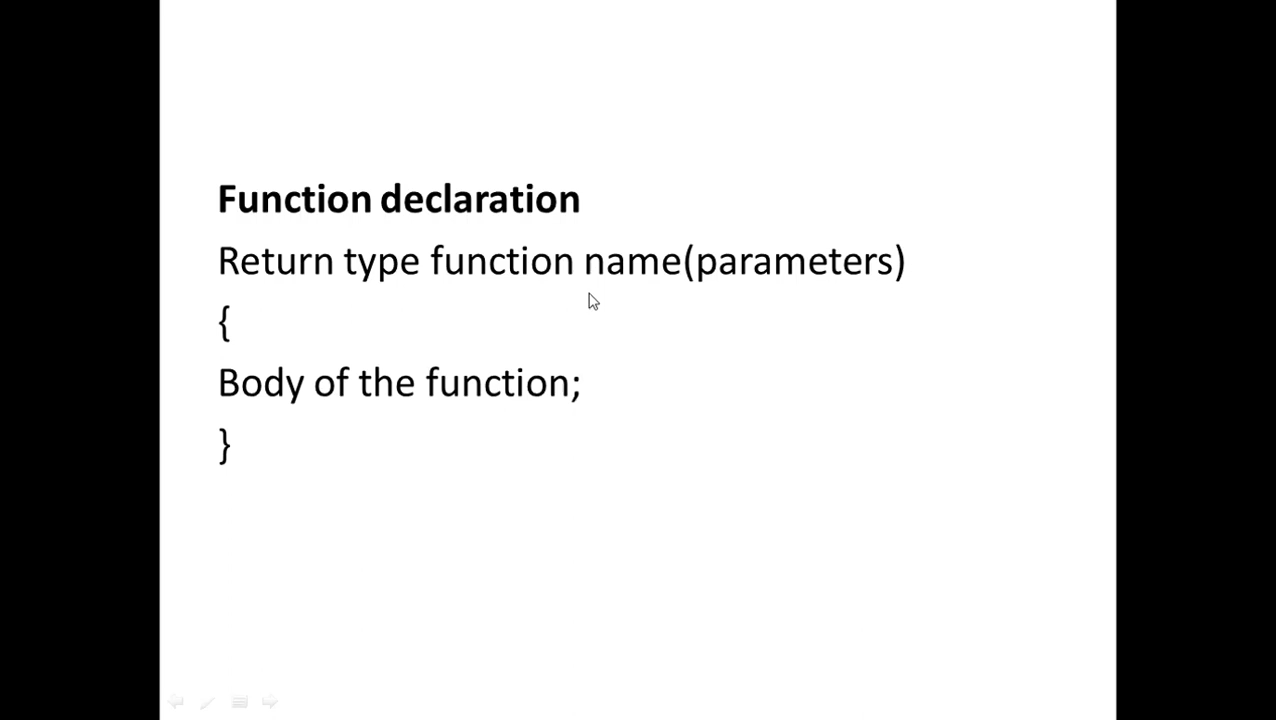 Function declaration
Return type function name(parameters)
{
Body of the function;
}